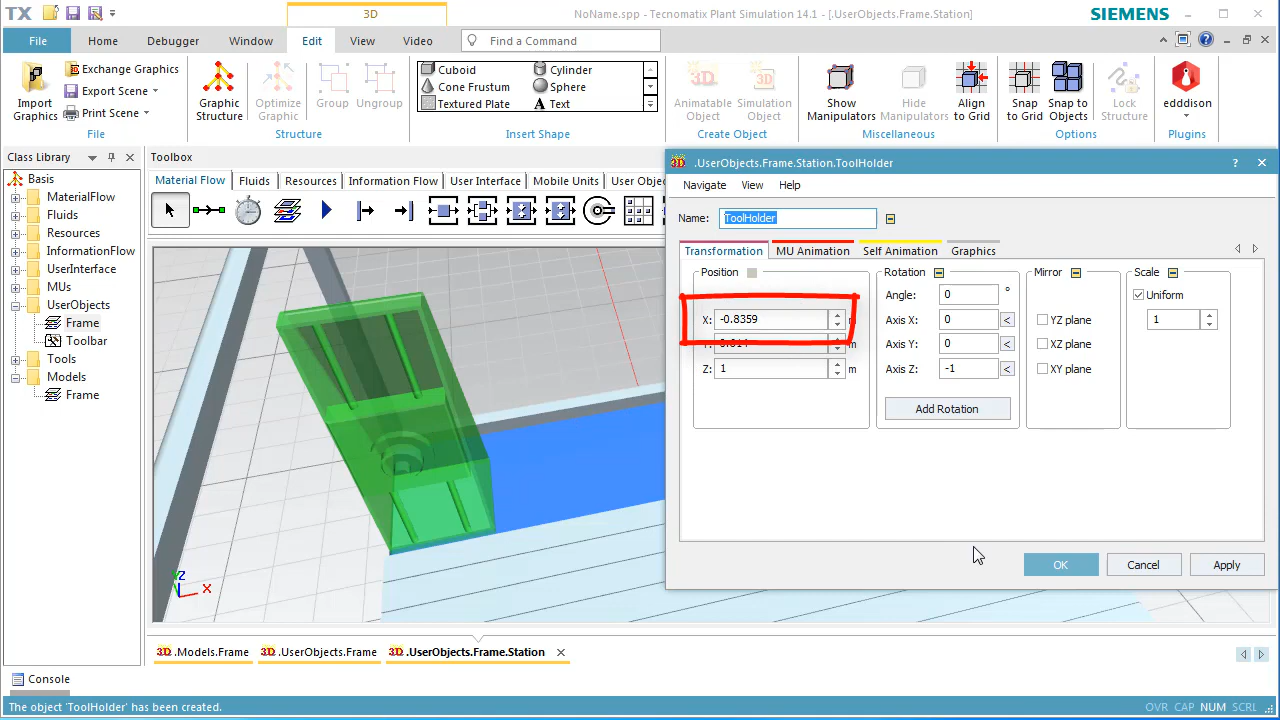 TX
3D
NoName.spp - Tecnomatix Plant Simulation 14.1 - [.UserObjects.Frame.Station]
SIEMENS
File
Home
Debugger
Window
Edit
View
Video
Find a Command
Import Graphics
Exchange Graphics
Export Scene
Print Scene
File
Graphic Structure
Optimize Graphic
Group
Ungroup
Structure
Cuboid
Cylinder
Cone Frustum
Sphere
Textured Plate
A Text
Insert Shape
3D
Animatable Object
Simulation Object
Create Object
Show Manipulators
Hide Manipulators
Align to Grid
Miscellaneous
Snap to Grid
Snap to Objects
Lock Structure
Options
edddison
Plugins
Class Library
Basis
MaterialFlow
Fluids
Resources
InformationFlow
UserInterface
MUs
UserObjects
Frame
Toolbar
Tools
Models
Frame
Toolbox
Material Flow
Fluids
Resources
Information Flow
User Interface
Mobile Units
User Objec
3D
.UserObjects.Frame.Station.ToolHolder
?
Navigate
View
Help
Name:
ToolHolder
Transformation
MU Animation
Self Animation
Graphics
Position
X:
-0.8359
Z:
1
m
Rotation
Angle:
0
°
Axis X:
0
<
Axis Y:
0
<
Axis Z:
-1
<
Add Rotation
Mirror
YZ plane
XZ plane
XY plane
Scale
Uniform
1
OK
Cancel
Apply
Z
X
3D .Models.Frame
3D .UserObjects.Frame
3D .UserObjects.Frame.Station
Console
The object 'ToolHolder' has been created.
OVR CAP NUM SCRL